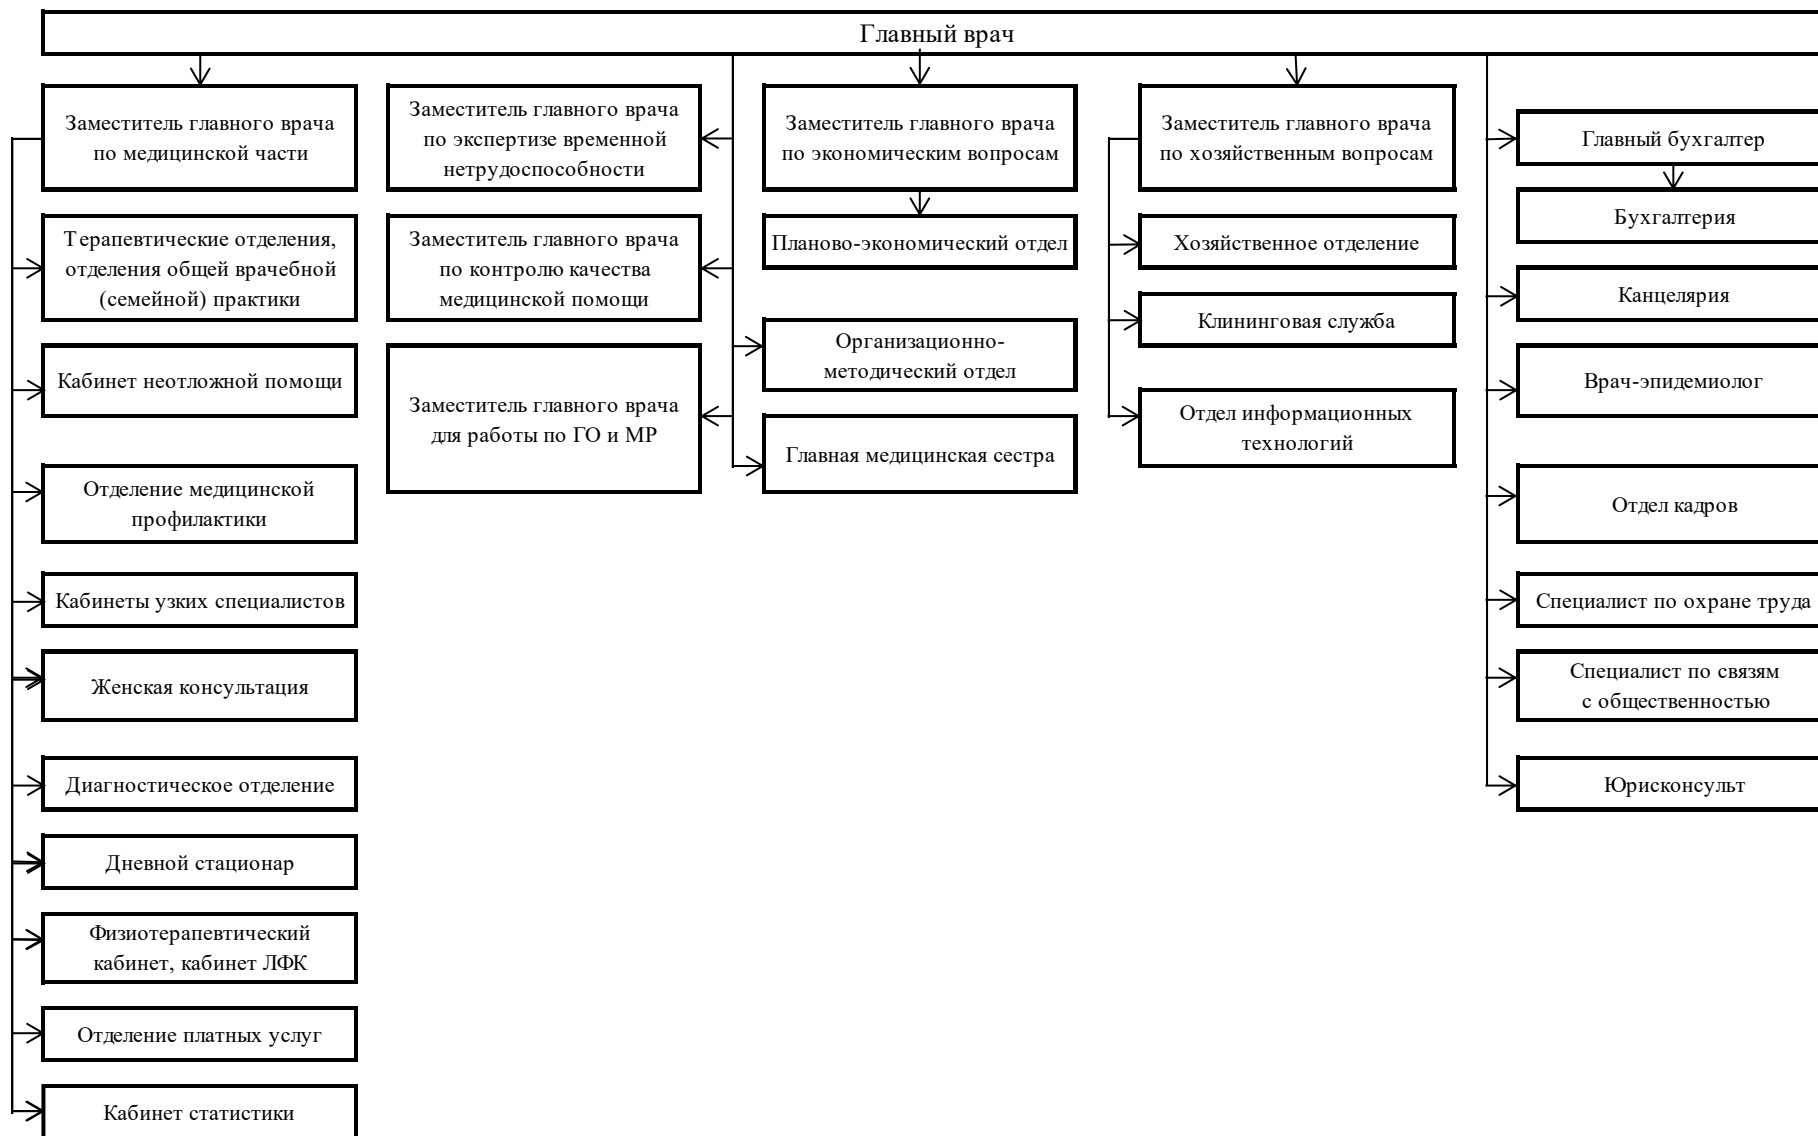 Главный врач
Заместитель главного врача
по медицинской части
Терапевтические отделения,
отделения общей врачебной
(семейной) практики
Кабинет неотложной помощи
Отделение медицинской
профилактики
Кабинеты узких специалистов
Женская консультация
Диагностическое отделение
Дневной стационар
Физиотерапевтический
кабинет, кабинет ЛФК
Отделение платных услуг
Кабинет статистики
Заместитель главного врача
по экспертизе временной
нетрудоспособности
Заместитель главного врача
по контролю качества
медицинской помощи
Заместитель главного врача
для работы по ГО и МР
Заместитель главного врача
по экономическим вопросам
Планово-экономический отдел
Организационно-
методический отдел
Главная медицинская сестра
Заместитель главного врача
по хозяйственным вопросам
Хозяйственное отделение
Клининговая служба
Отдел информационных
технологий
Главный бухгалтер
Бухгалтерия
Канцелярия
Врач-эпидемиолог
Отдел кадров
Специалист по охране труда
Специалист по связям
с общественностью
Юрисконсульт